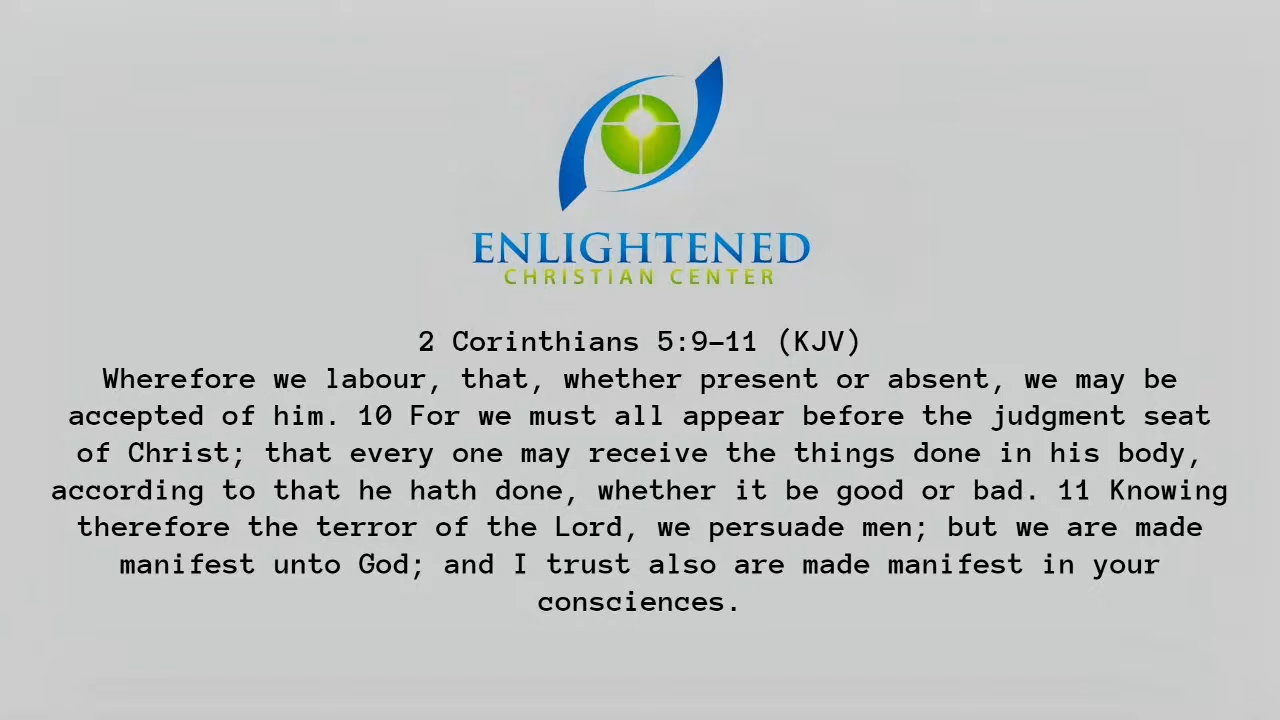 ENLIGHTENED
CHRISTIAN CENTER
2 Corinthians 5:9-11 (KJV)
Wherefore we labour, that, whether present or absent, we may be
accepted of him. 10 For we must all appear before the judgment seat
of Christ; that every one may receive the things done in his body,
according to that he hath done, whether it be good or bad. 11 Knowing
therefore the terror of the Lord, we persuade men; but we are made
manifest unto God; and I trust also are made manifest in your
consciences.